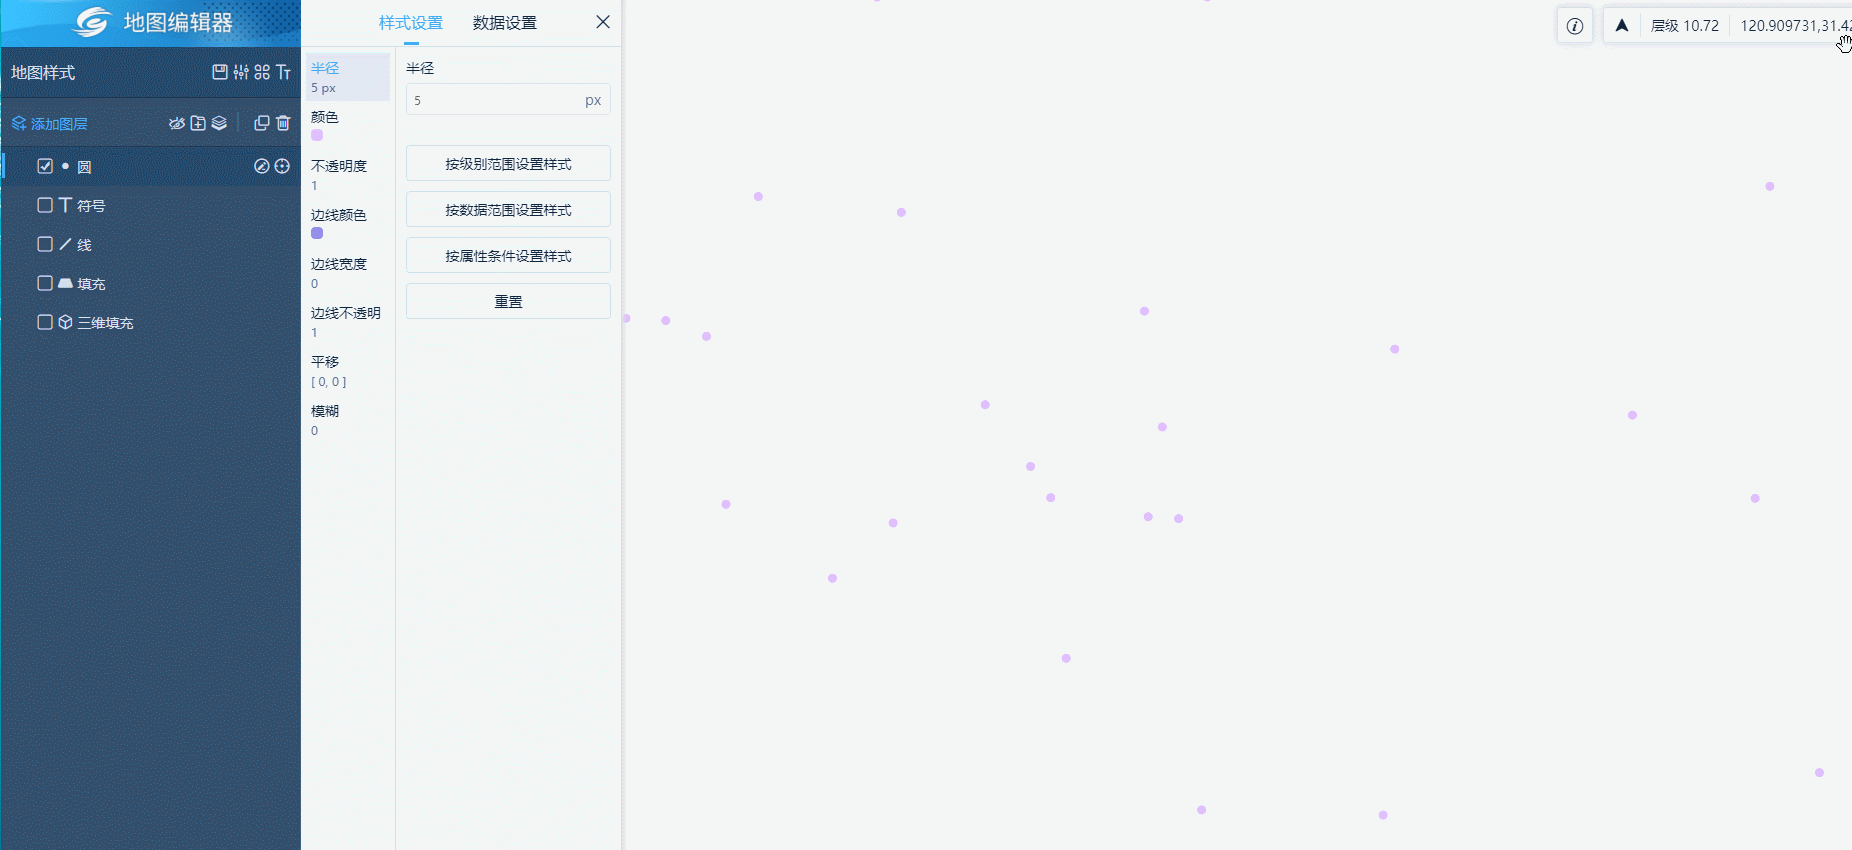 地图编辑器
地图样式
添加图层
圆
符号
线
填充
三维填充
样式设置
数据设置
半径
5 px
颜色
不透明度
1
边线颜色
边线宽度
0
边线不透明
1
平移
[ 0, 0 ]
模糊
0
半径
5 px
按级别范围设置样式
按数据范围设置样式
按属性条件设置样式
重置
层级 10.72
120.909731,31.42